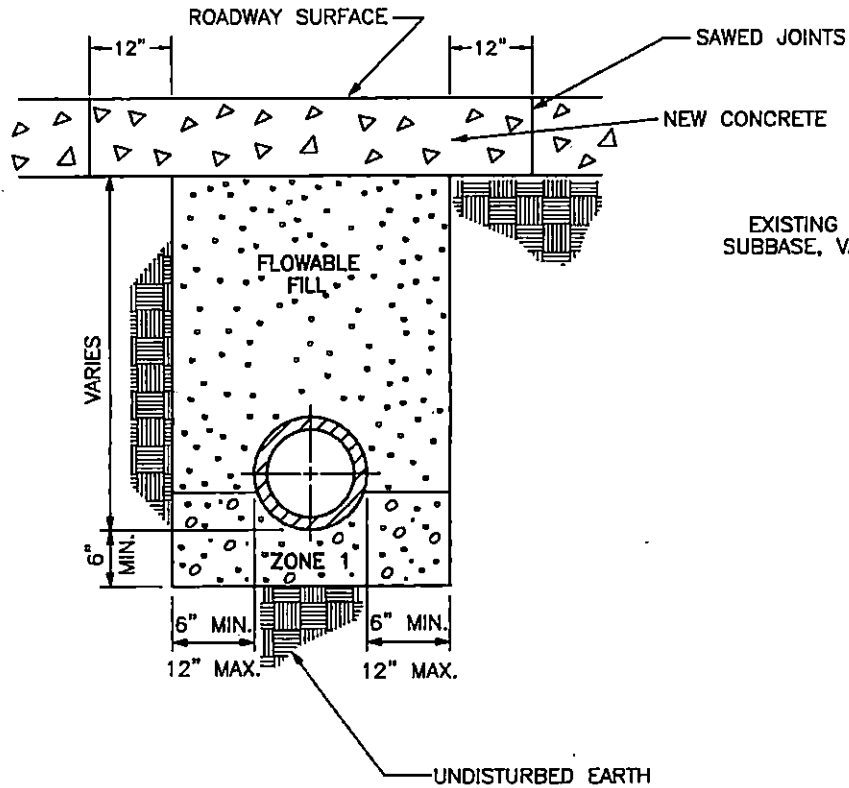 ROADWAY SURFACE
12"
12"
SAWED JOINTS
NEW CONCRETE
EXISTING
SUBBASE, V
FLOWABLE
FILL
VARIES
6"
MIN.
ZONE 1
6" MIN.
12" MAX.
6" MIN.
12" MAX.
UNDISTURBED EARTH